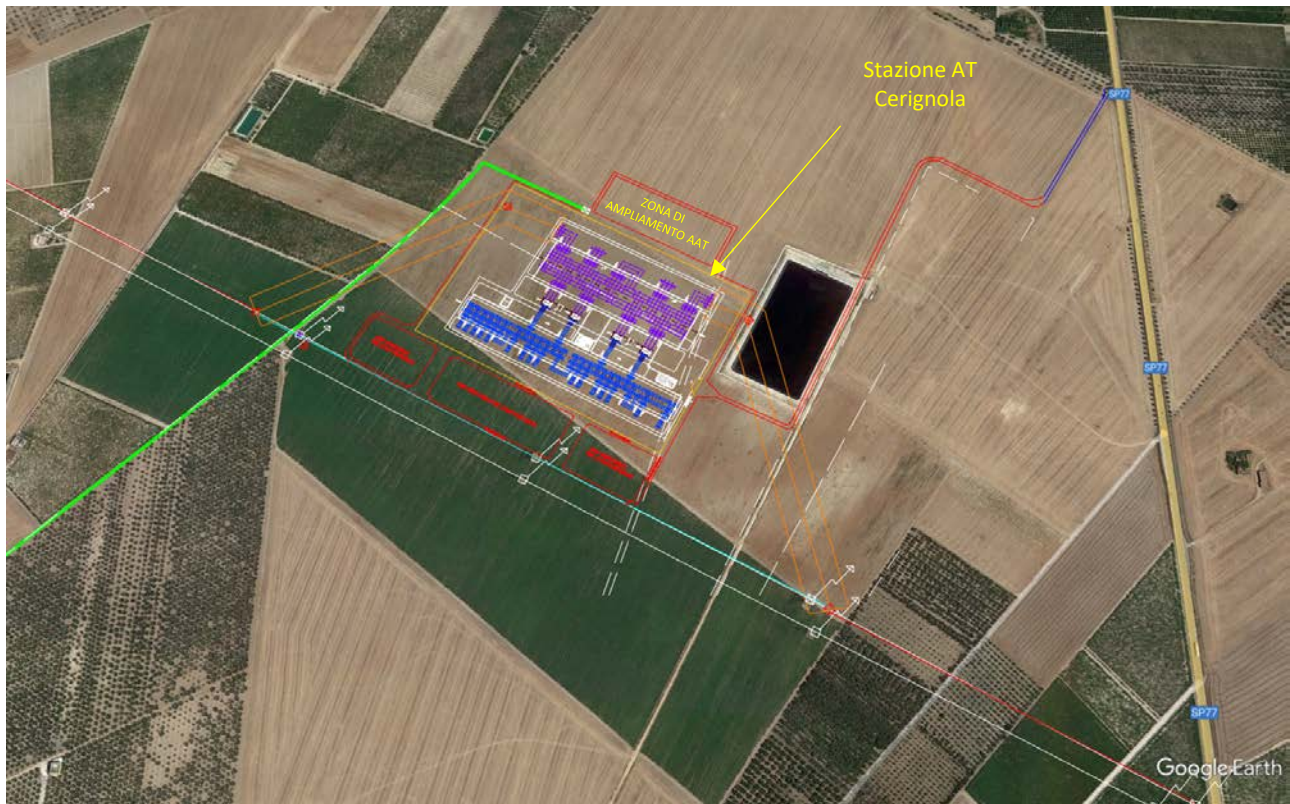 Stazione AT
Cerignola
SP77
ZONA DI
AMPLIAMENTO AAT
SP77
SP77
Google Earth